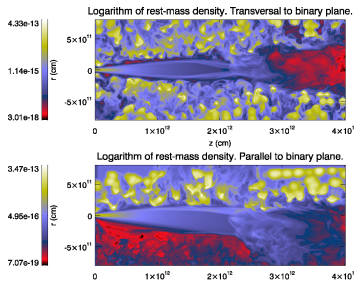 Logarithm of rest-mass density. Transversal to binary plane.
4.33e-13
1.14e-15
3.01e-18
r (cm)
5×10¹¹
0
-5×10¹¹
0
1×10¹²
2×10¹²
3×10¹²
4×10¹²
z (cm)
Logarithm of rest-mass density. Parallel to binary plane.
3.47e-13
4.95e-16
7.07e-19
r (cm)
5×10¹¹
0
-5×10¹¹
0
1×10¹²
2×10¹²
3×10¹²
4×10¹²
z (cm)